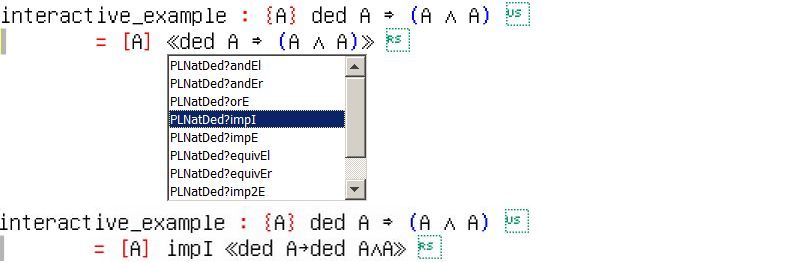 interactive_example : {A} ded A ⇒ (A ∧ A) US
= [A] ≪ded A ⇒ (A ∧ A)≫ RS
PLNatDed?andEl
PLNatDed?andEr
PLNatDed?orE
PLNatDed?impI
PLNatDed?impE
PLNatDed?equivEl
PLNatDed?equivEr
PLNatDed?imp2E
interactive_example : {A} ded A ⇒ (A ∧ A) US
= [A] impI ≪ded A→ded A∧A≫ RS